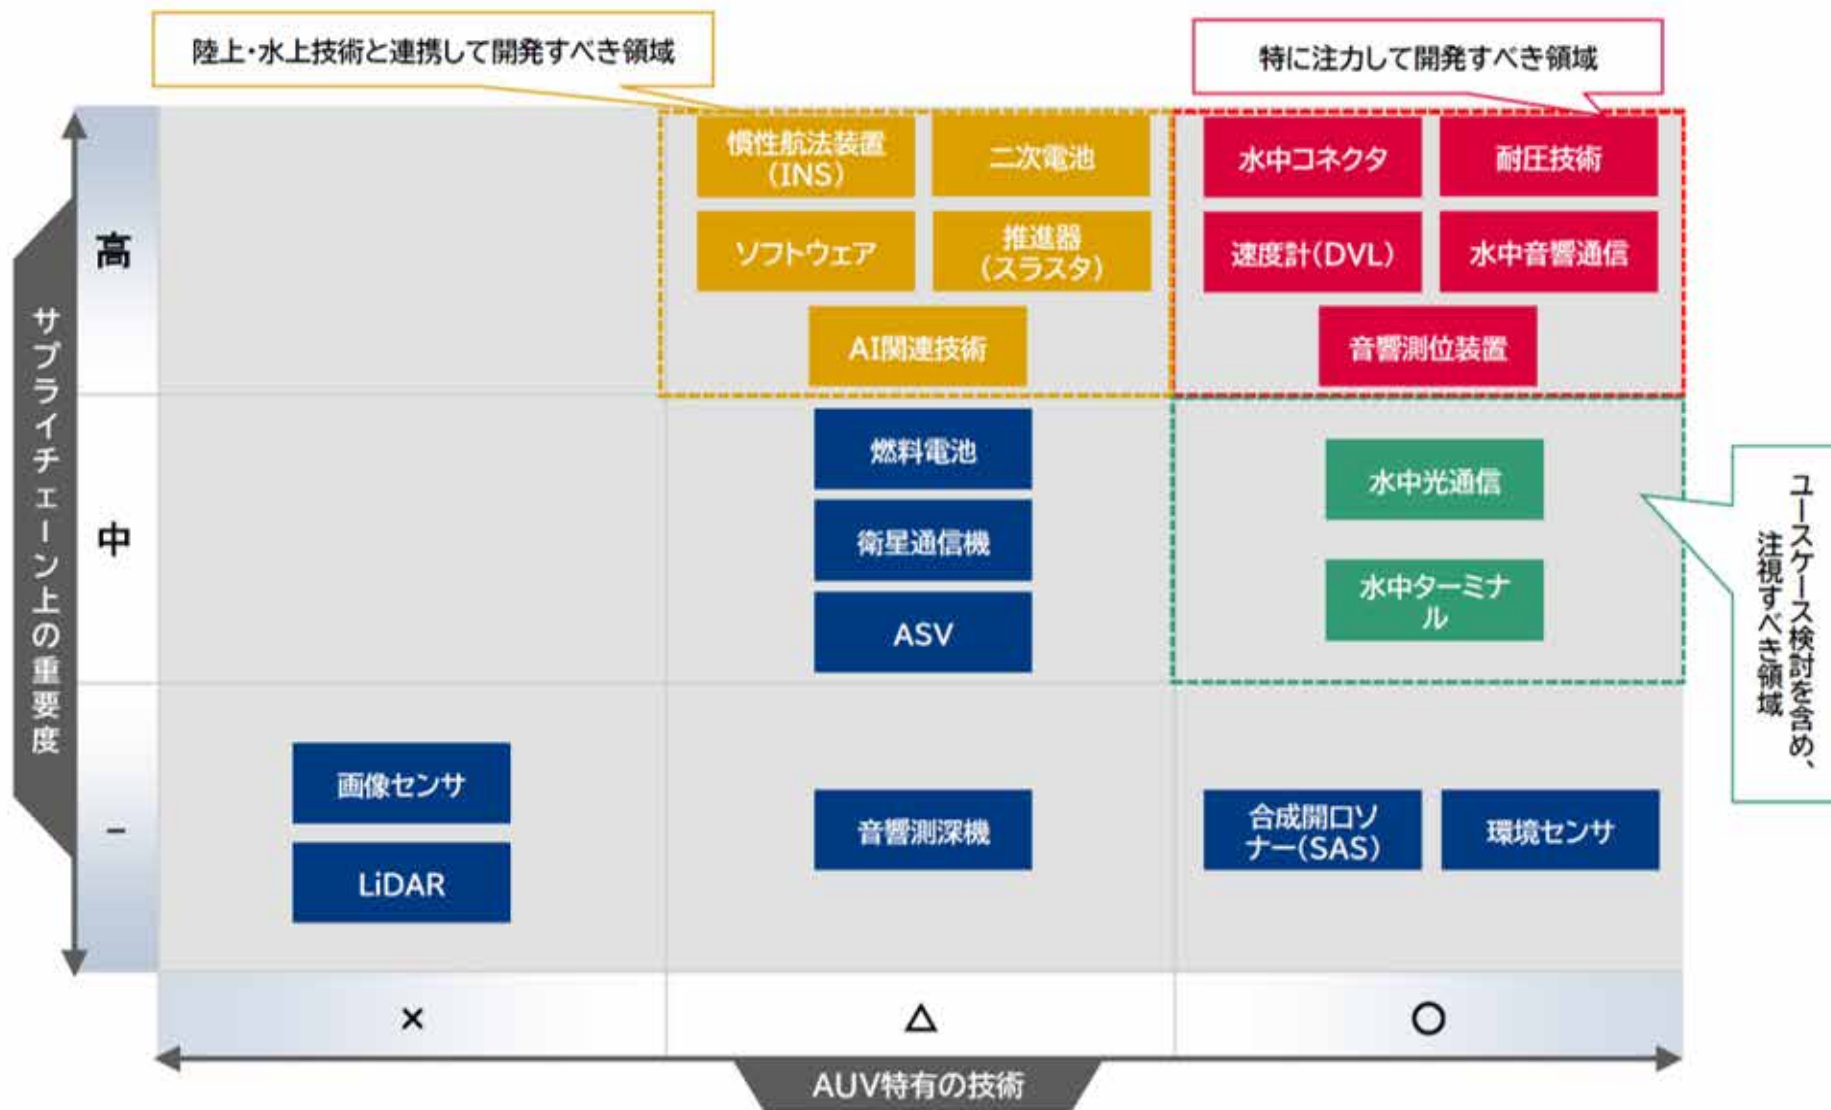 陸上・水上技術と連携して開発すべき領域
特に注力して開発すべき領域
サプライチェーン上の重要度
高
慣性航法装置
(INS)
二次電池
ソフトウェア
推進器
(スラスタ)
AI関連技術
水中コネクタ
耐圧技術
速度計(DVL)
水中音響通信
音響測位装置
中
燃料電池
衛星通信機
ASV
水中光通信
水中ターミナ
ル
ユースケース検討を含め、
注視すべき領域
-
画像センサ
LiDAR
音響測深機
合成開口ソ
ナー(SAS)
環境センサ
×
△
○
AUV特有の技術